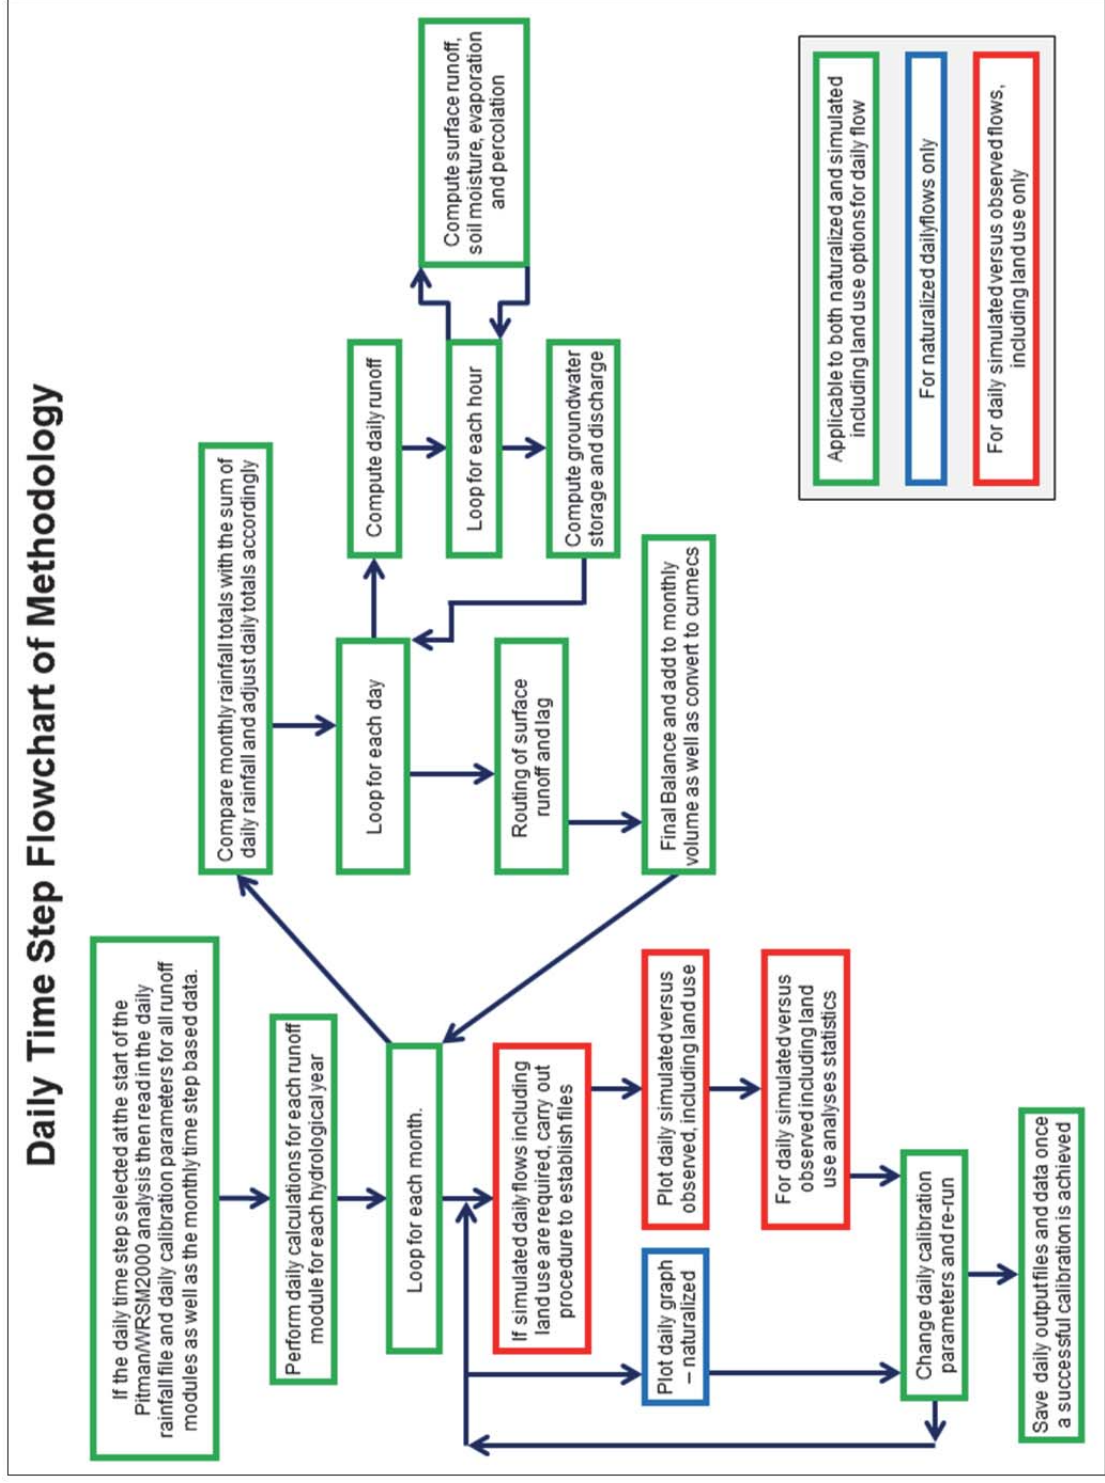 Daily Time Step Flowchart of Methodology
If the daily time step selected at the start of the
Pitman/WRSM2000 analysis then read in the daily
rainfall file and daily calibration parameters for all runoff
modules as well as the monthly time step based data.
Perform daily calculations for each runoff
module for each hydrological year
Loop for each month.
If simulated daily flows including
land use are required, carry out
procedure to establish files
Plot daily graph
– naturalized
Plot daily simulated versus
observed, including land use
For daily simulated versus
observed including land
use analyses statistics
Change daily calibration
parameters and re-run
Save daily output files and data once
a successful calibration is achieved
Compare monthly rainfall totals with the sum of
daily rainfall and adjust daily totals accordingly
Loop for each day
Routing of surface
runoff and lag
Final Balance and add to monthly
volume as well as convert to cumecs
Compute daily runoff
Loop for each hour
Compute groundwater
storage and discharge
Compute surface runoff,
soil moisture, evaporation
and percolation
Applicable to both naturalized and simulated
including land use options for daily flow
For naturalized dailyflows only
For daily simulated versus observed flows,
including land use only